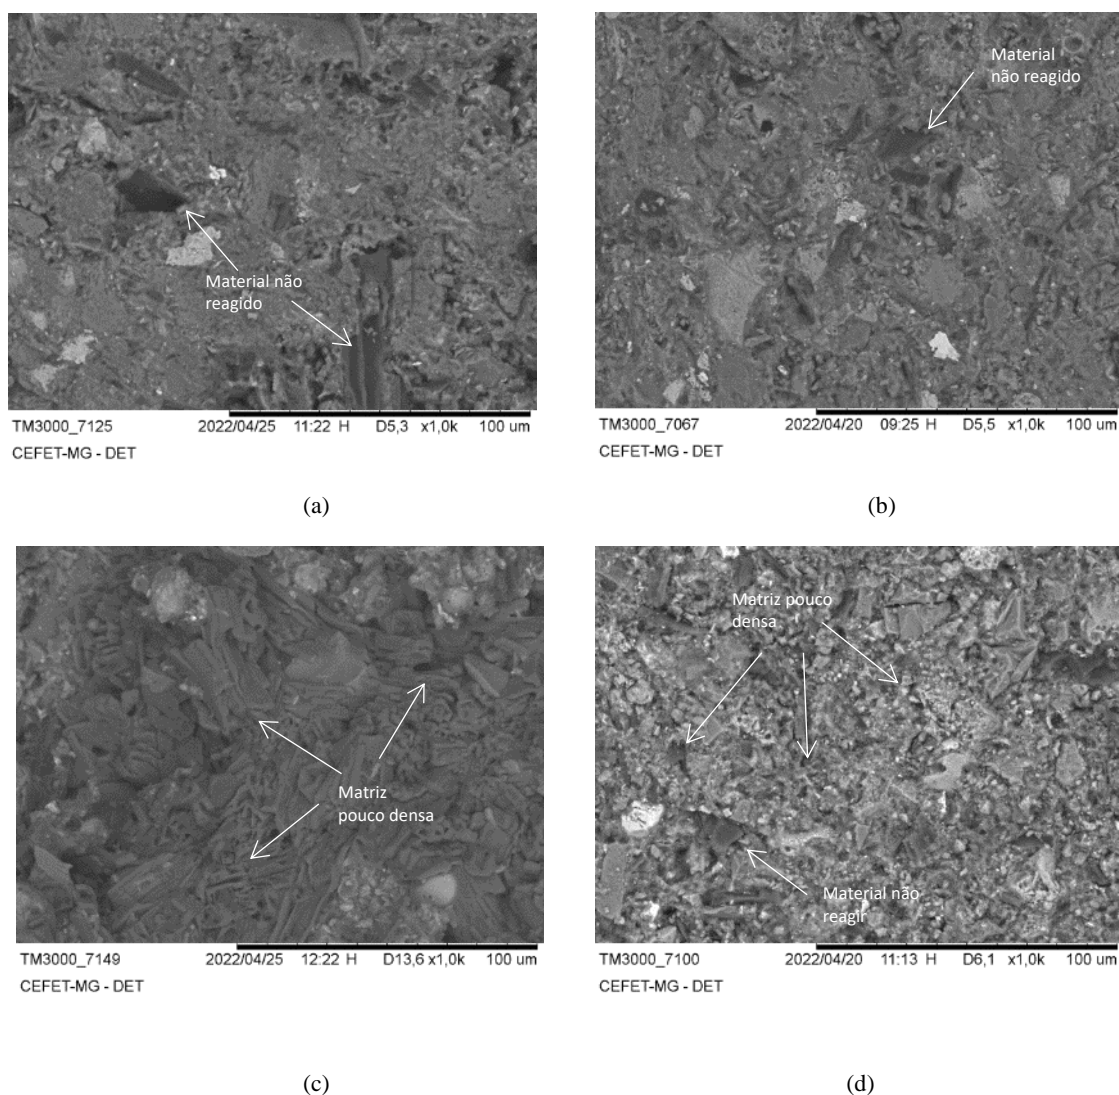 Material não
reagido
TM3000_7125 2022/04/25 11:22 H D5,3 x1,0k 100 um
CEFET-MG - DET
(a)
Material
não reagido
TM3000_7067 2022/04/20 09:25 H D5,5 x1,0k 100 um
CEFET-MG - DET
(b)
Matriz
pouco densa
TM3000_7149 2022/04/25 12:22 H D13,6 x1,0k 100 um
CEFET-MG - DET
(c)
Matriz pouco
densa
Material não
reagir
TM3000_7100 2022/04/20 11:13 H D6,1 x1,0k 100 um
CEFET-MG - DET
(d)